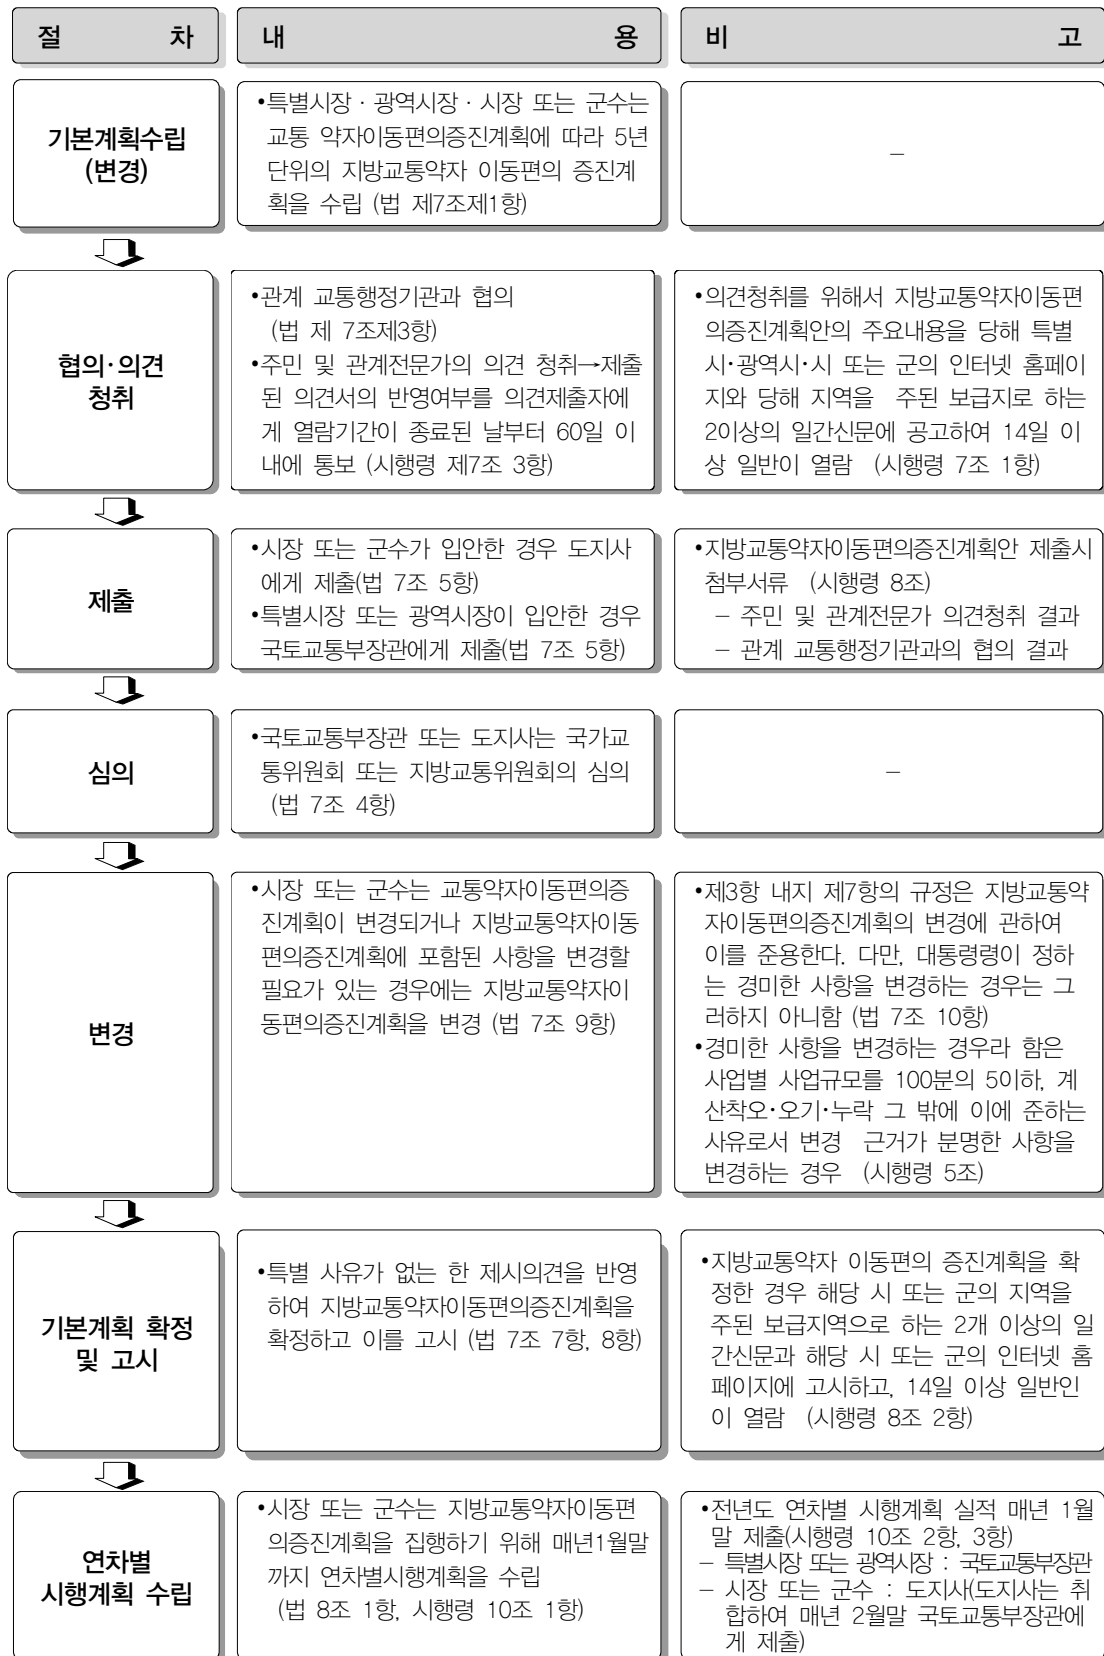 절 차
내 용
비 고
기본계획수립
(변경)
•특별시장 · 광역시장 · 시장 또는 군수는
교통 약자이동편의증진계획에 따라 5년
단위의 지방교통약자 이동편의 증진계
획을 수립 (법 제7조제1항)
–
협의·의견
청취
•관계 교통행정기관과 협의
(법 제 7조제3항)
•주민 및 관계전문가의 의견 청취→제출
된 의견서의 반영여부를 의견제출자에
게 열람기간이 종료된 날부터 60일 이
내에 통보 (시행령 제7조 3항)
•의견청취를 위해서 지방교통약자이동편
의증진계획안의 주요내용을 당해 특별
시·광역시·시 또는 군의 인터넷 홈페이
지와 당해 지역을 주된 보급지로 하는
2이상의 일간신문에 공고하여 14일 이
상 일반이 열람 (시행령 7조 1항)
제출
•시장 또는 군수가 입안한 경우 도지사
에게 제출(법 7조 5항)
•특별시장 또는 광역시장이 입안한 경우
국토교통부장관에게 제출(법 7조 5항)
•지방교통약자이동편의증진계획안 제출시
첨부서류 (시행령 8조)
– 주민 및 관계전문가 의견청취 결과
– 관계 교통행정기관과의 협의 결과
심의
•국토교통부장관 또는 도지사는 국가교
통위원회 또는 지방교통위원회의 심의
(법 7조 4항)
–
변경
•시장 또는 군수는 교통약자이동편의증
진계획이 변경되거나 지방교통약자이동
편의증진계획에 포함된 사항을 변경할
필요가 있는 경우에는 지방교통약자이
동편의증진계획을 변경 (법 7조 9항)
•제3항 내지 제7항의 규정은 지방교통약
자이동편의증진계획의 변경에 관하여
이를 준용한다. 다만, 대통령령이 정하
는 경미한 사항을 변경하는 경우는 그
러하지 아니함 (법 7조 10항)
•경미한 사항을 변경하는 경우라 함은
사업별 사업규모를 100분의 5이하, 계
산착오·오기·누락 그 밖에 이에 준하는
사유로서 변경 근거가 분명한 사항을
변경하는 경우 (시행령 5조)
기본계획 확정
및 고시
•특별 사유가 없는 한 제시의견을 반영
하여 지방교통약자이동편의증진계획을
확정하고 이를 고시 (법 7조 7항, 8항)
•지방교통약자 이동편의 증진계획을 확
정한 경우 해당 시 또는 군의 지역을
주된 보급지역으로 하는 2개 이상의 일
간신문과 해당 시 또는 군의 인터넷 홈
페이지에 고시하고, 14일 이상 일반인
이 열람 (시행령 8조 2항)
연차별
시행계획 수립
•시장 또는 군수는 지방교통약자이동편
의증진계획을 집행하기 위해 매년1월말
까지 연차별시행계획을 수립
(법 8조 1항, 시행령 10조 1항)
•전년도 연차별 시행계획 실적 매년 1월
말 제출(시행령 10조 2항, 3항)
– 특별시장 또는 광역시장 : 국토교통부장관
– 시장 또는 군수 : 도지사(도지사는 취
합하여 매년 2월말 국토교통부장관에
게 제출)